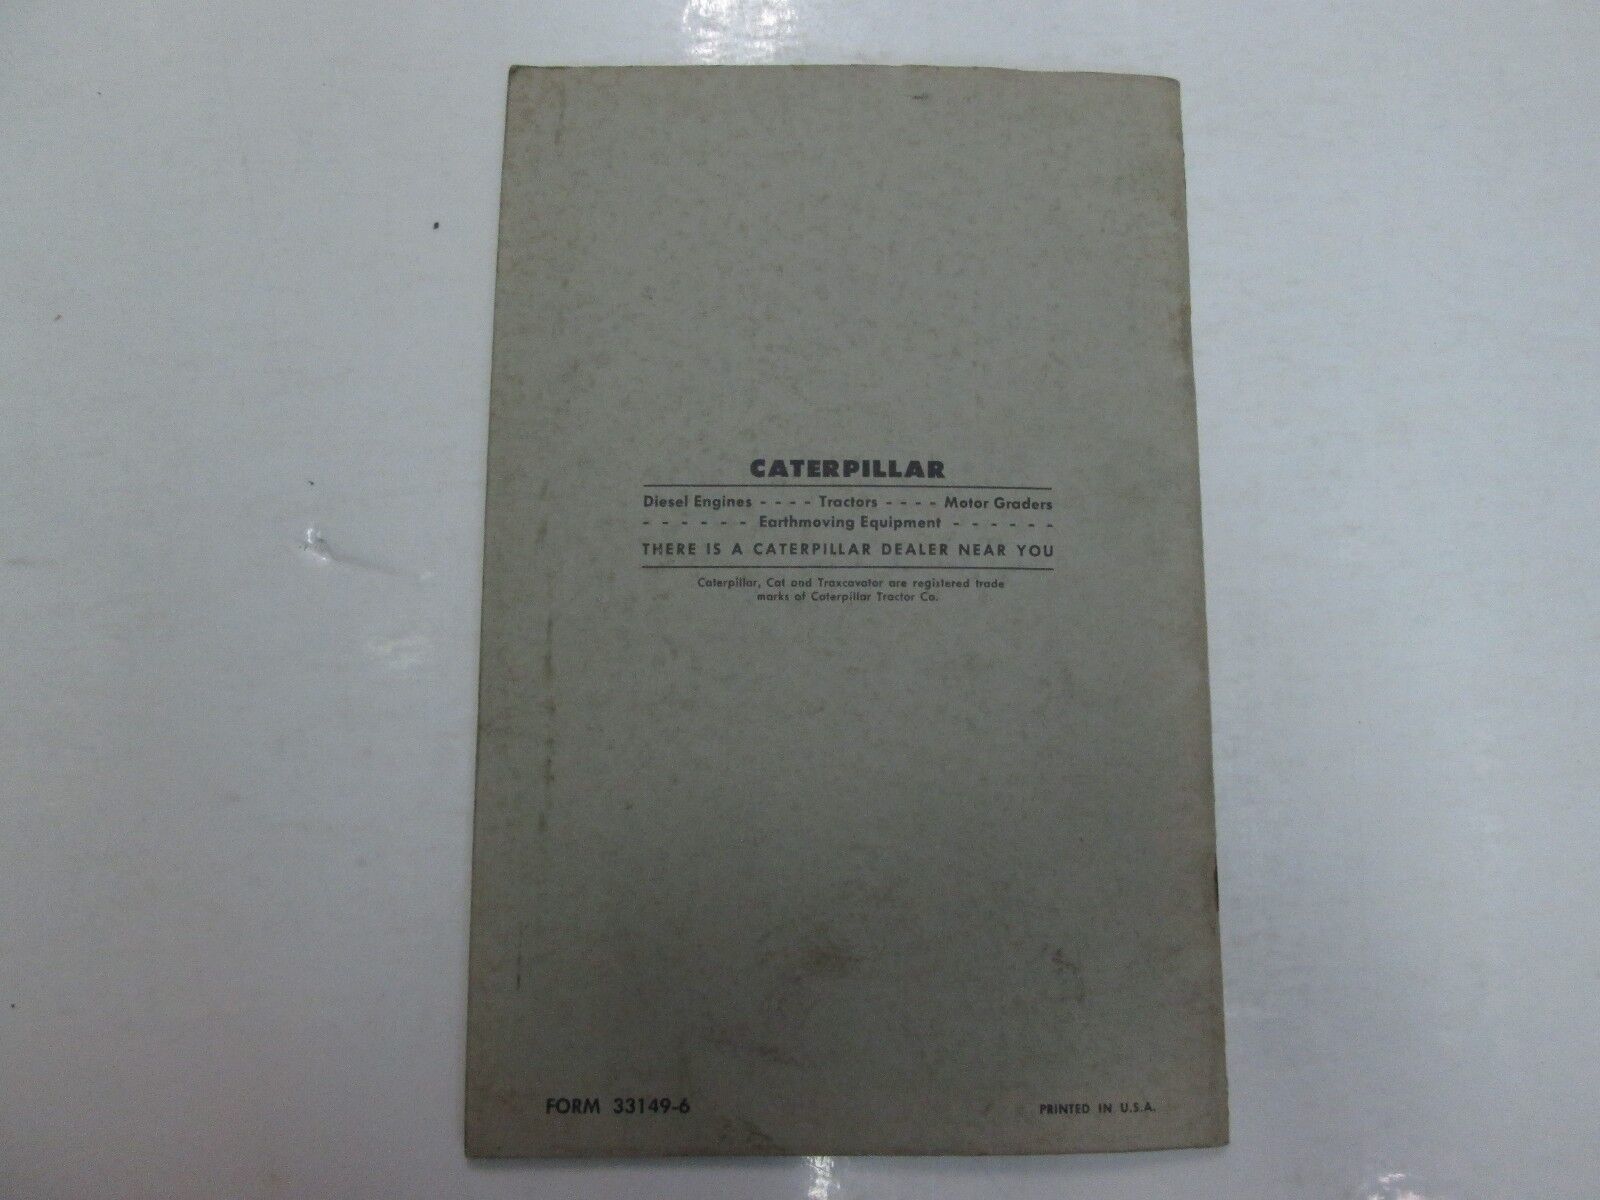 CATERPILLAR
Diesel Engines - - - - Tractors - - - - Motor Graders
- - - - - - Earthmoving Equipment - - - - - -
THERE IS A CATERPILLAR DEALER NEAR YOU
Caterpillar, Cat and Traxcavator are registered trade
marks of Caterpillar Tractor Co.
FORM 33149-6
PRINTED IN U.S.A.